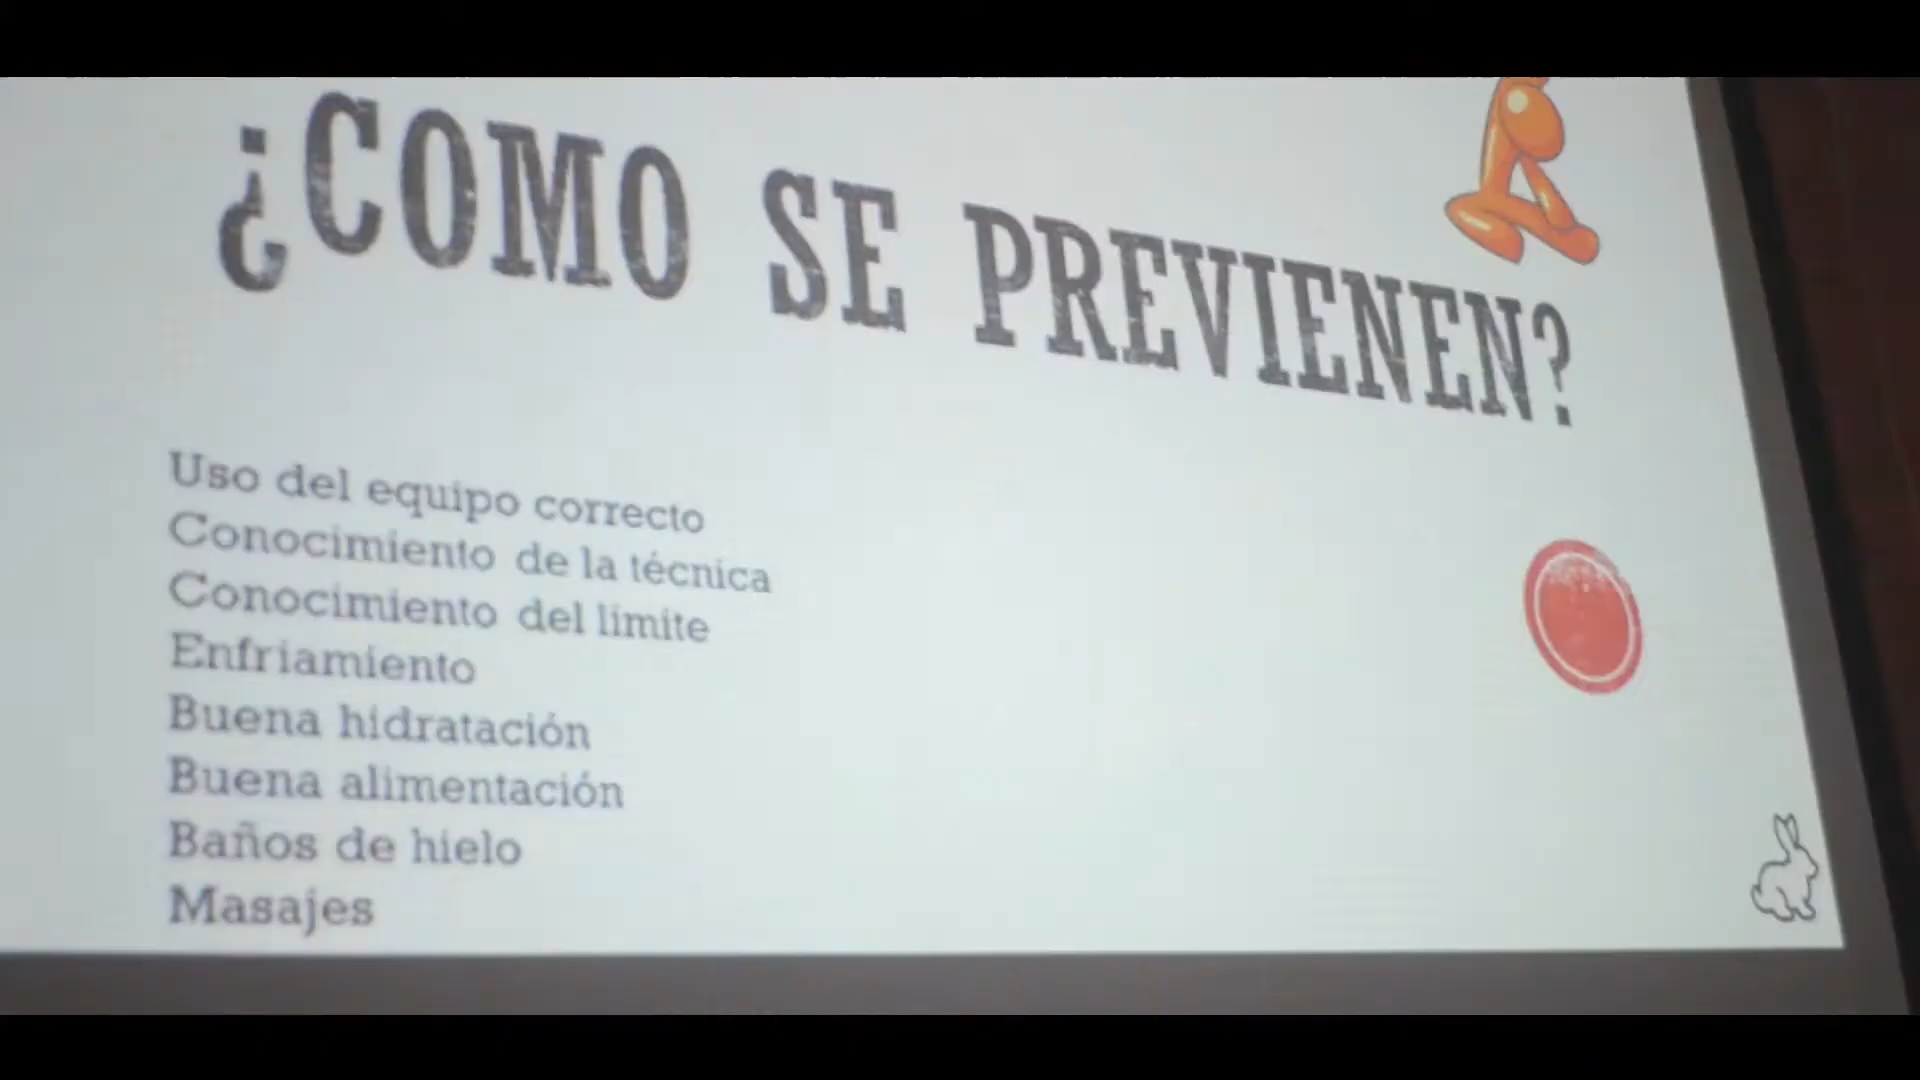 ¿COMO SE PREVIENEN?
Uso del equipo correcto
Conocimiento de la técnica
Conocimiento del limite
Enfriamiento
Buena hidratación
Buena alimentación
Baños de hielo
Masajes